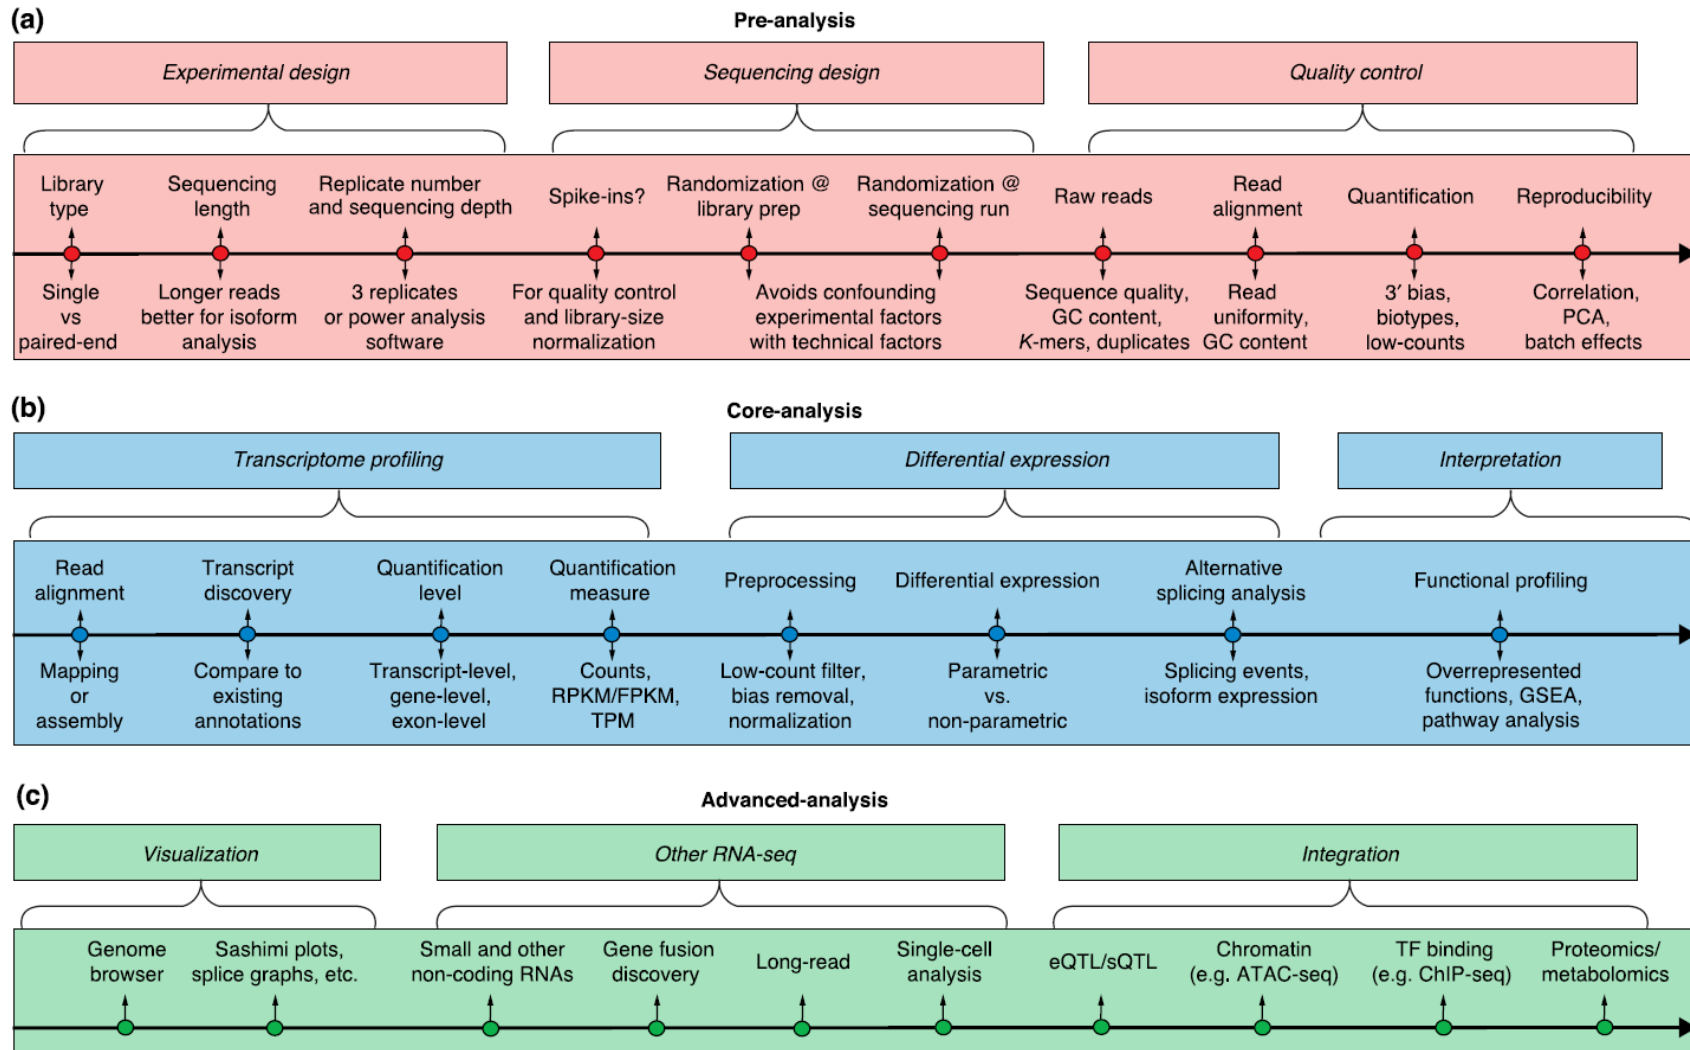 (a)
Pre-analysis
Experimental design
Sequencing design
Quality control
Library
type
Sequencing
length
Replicate number
and sequencing depth
Spike-ins?
Randomization @
library prep
Randomization @
sequencing run
Raw reads
Read
alignment
Quantification
Reproducibility
Single
vs
paired-end
Longer reads
better for isoform
analysis
3 replicates
or power analysis
software
For quality control
and library-size
normalization
Avoids confounding
experimental factors
with technical factors
Sequence quality,
GC content,
K-mers, duplicates
Read
uniformity,
GC content
3′ bias,
biotypes,
low-counts
Correlation,
PCA,
batch effects
(b)
Core-analysis
Transcriptome profiling
Differential expression
Interpretation
Read
alignment
Transcript
discovery
Quantification
level
Quantification
measure
Preprocessing
Differential expression
Alternative
splicing analysis
Functional profiling
Mapping
or
assembly
Compare to
existing
annotations
Transcript-level,
gene-level,
exon-level
Counts,
RPKM/FPKM,
TPM
Low-count filter,
bias removal,
normalization
Parametric
vs.
non-parametric
Splicing events,
isoform expression
Overrepresented
functions, GSEA,
pathway analysis
(c)
Advanced-analysis
Visualization
Other RNA-seq
Integration
Genome
browser
Sashimi plots,
splice graphs, etc.
Small and other
non-coding RNAs
Gene fusion
discovery
Long-read
Single-cell
analysis
eQTL/sQTL
Chromatin
(e.g. ATAC-seq)
TF binding
(e.g. ChIP-seq)
Proteomics/
metabolomics